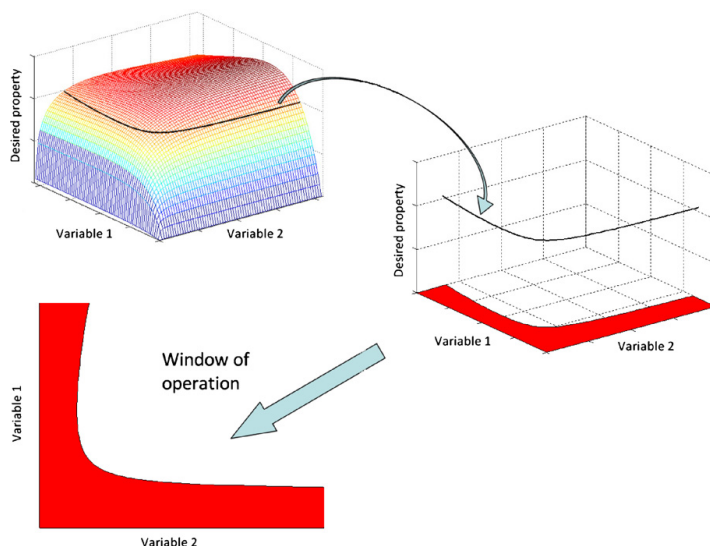 Desired property
Variable 1
Variable 2
Desired property
Variable 1
Variable 2
Window of
operation
Variable 1
Variable 2